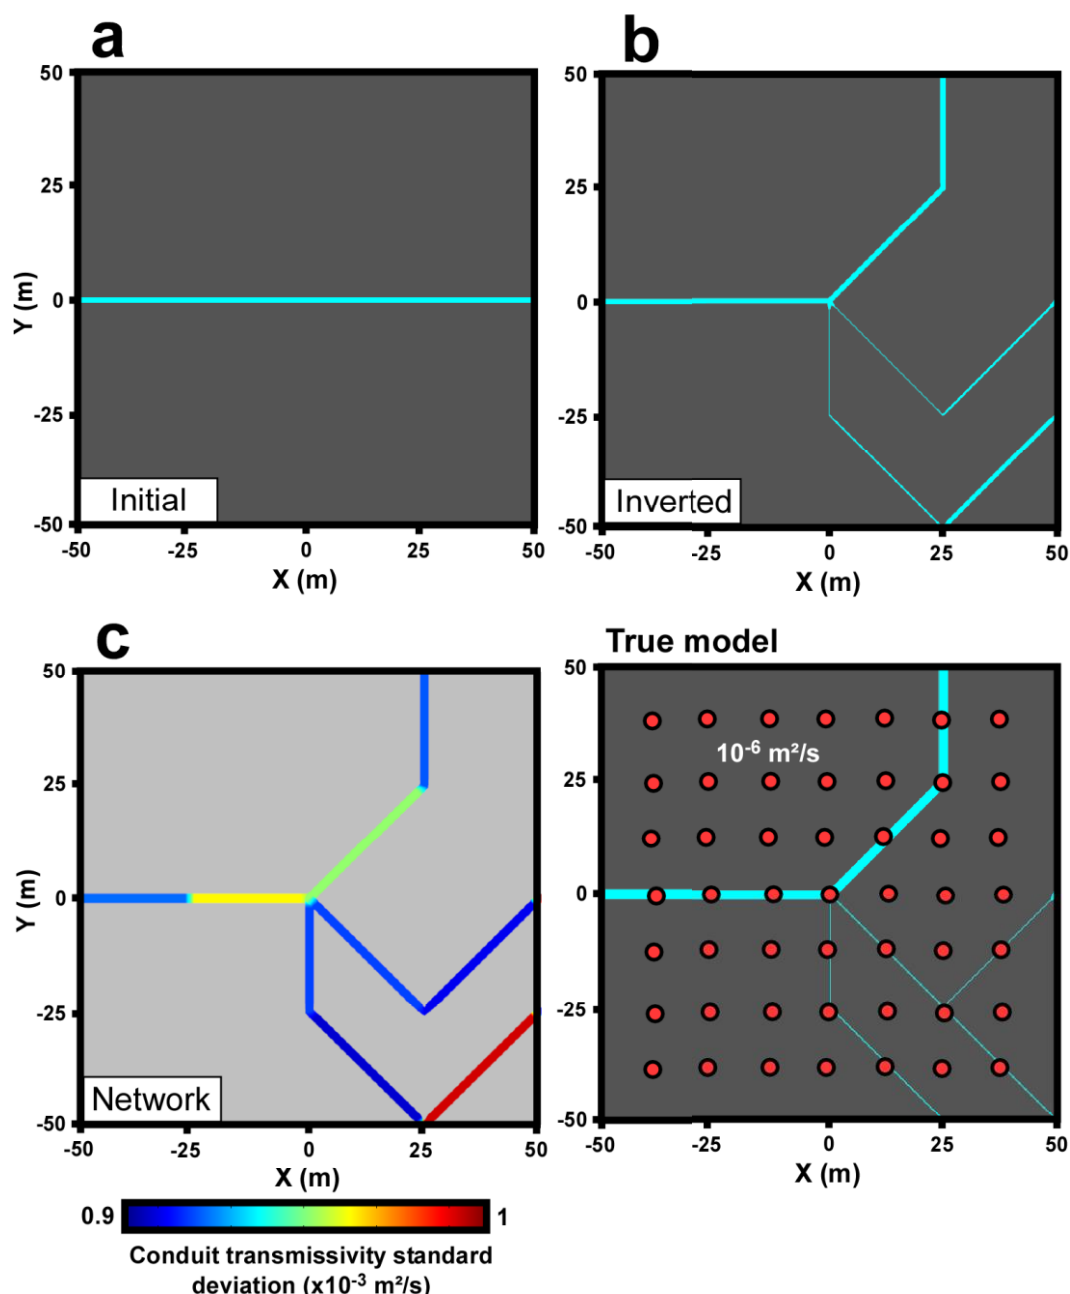 a
50
25
0
-25
-50
Y (m)
Initial
-50
-25
0
25
50
X (m)
b
50
25
0
-25
-50
Inverted
-50
-25
0
25
50
X (m)
c
50
25
0
-25
-50
Y (m)
Network
-50
-25
0
25
50
X (m)
0.9
1
Conduit transmissivity standard
deviation (x10⁻³ m²/s)
True model
50
25
0
-25
-50
10⁻⁶ m²/s
-50
-25
0
25
50
X (m)